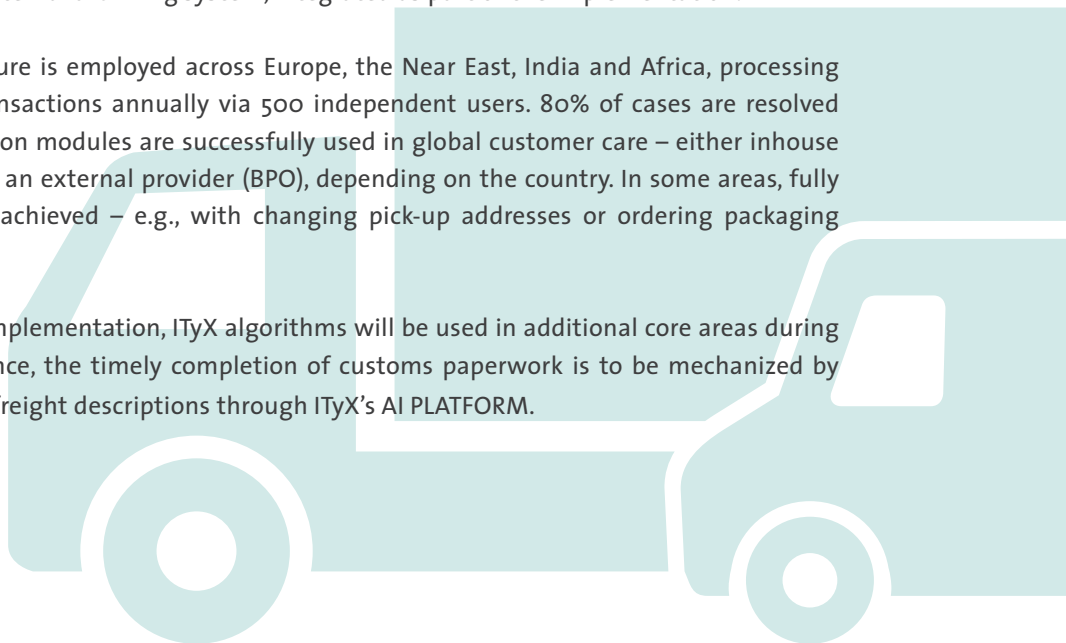 ure is employed across Europe, the Near East, India and Africa, processing
nsactions annually via 500 independent users. 80% of cases are resolved
on modules are successfully used in global customer care – either inhouse
an external provider (BPO), depending on the country. In some areas, fully
achieved – e.g., with changing pick-up addresses or ordering packaging
mplementation, ITyX algorithms will be used in additional core areas during
nce, the timely completion of customs paperwork is to be mechanized by
freight descriptions through ITyX’s AI PLATFORM.